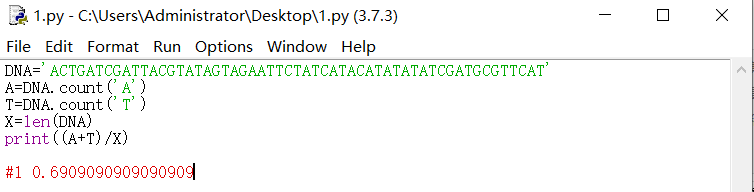 1.py - C:\Users\Administrator\Desktop\1.py (3.7.3)
File Edit Format Run Options Window Help
DNA='ACTGATCGATTACGTATAGTAGAATTCTATCATACATATATATCGATGCGTTCAT'
A=DNA.count('A')
T=DNA.count('T')
X=len(DNA)
print((A+T)/X)
#1 0.6909090909090909